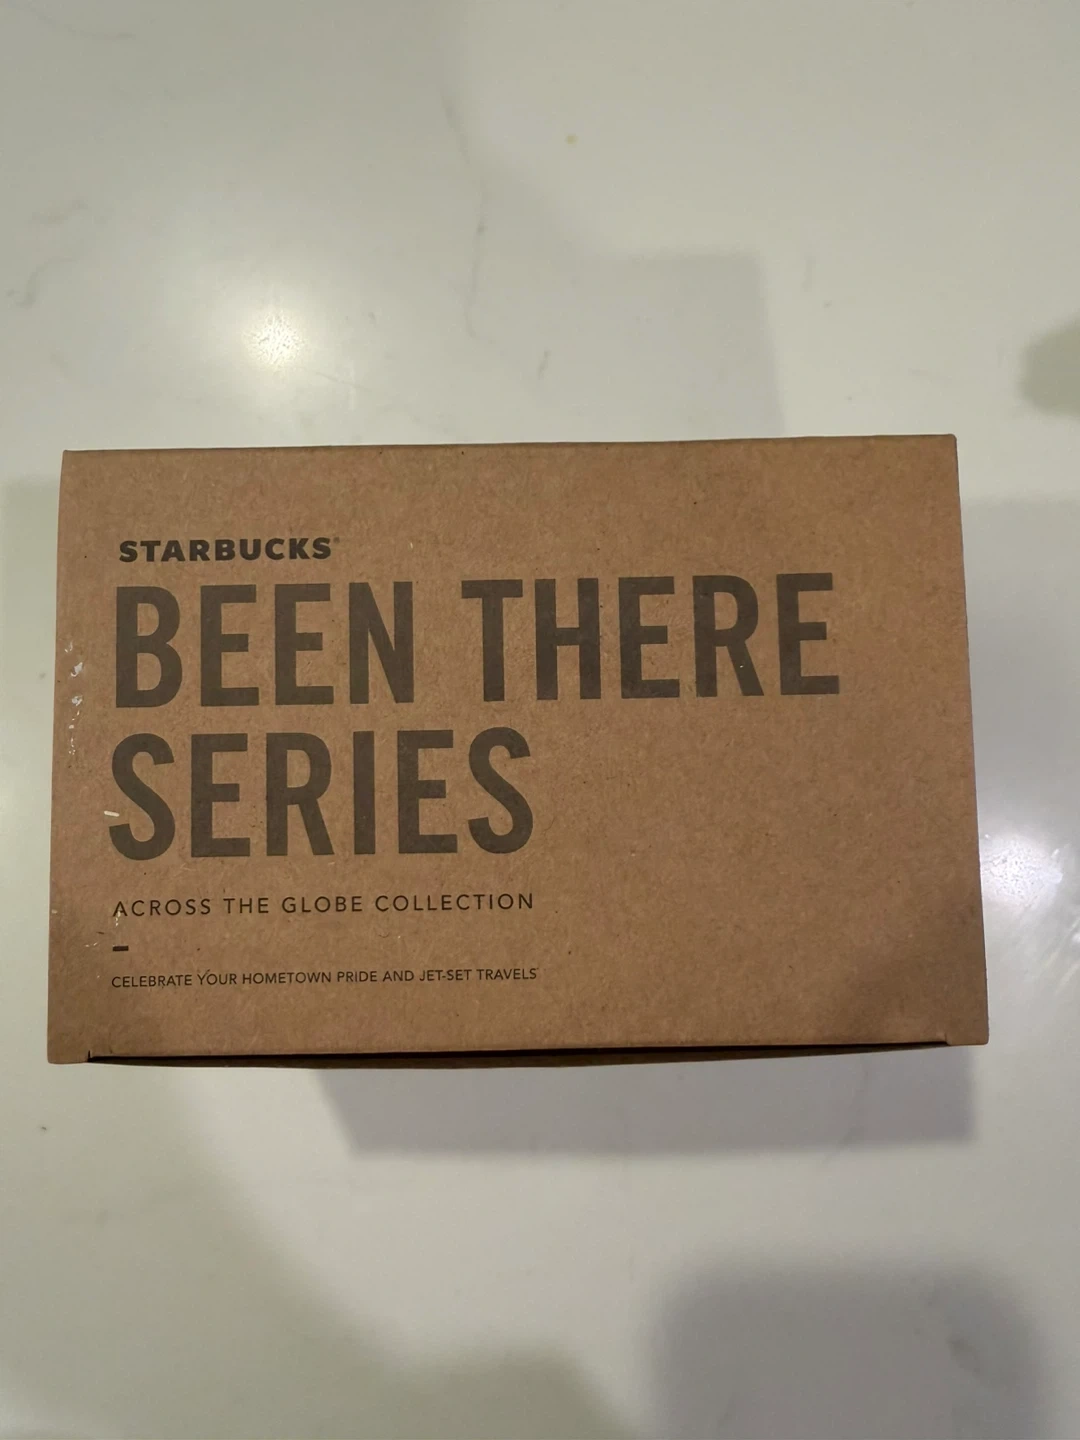 STARBUCKS®
BEEN THERE
SERIES
ACROSS THE GLOBE COLLECTION
CELEBRATE YOUR HOMETOWN PRIDE AND JET-SET TRAVELS